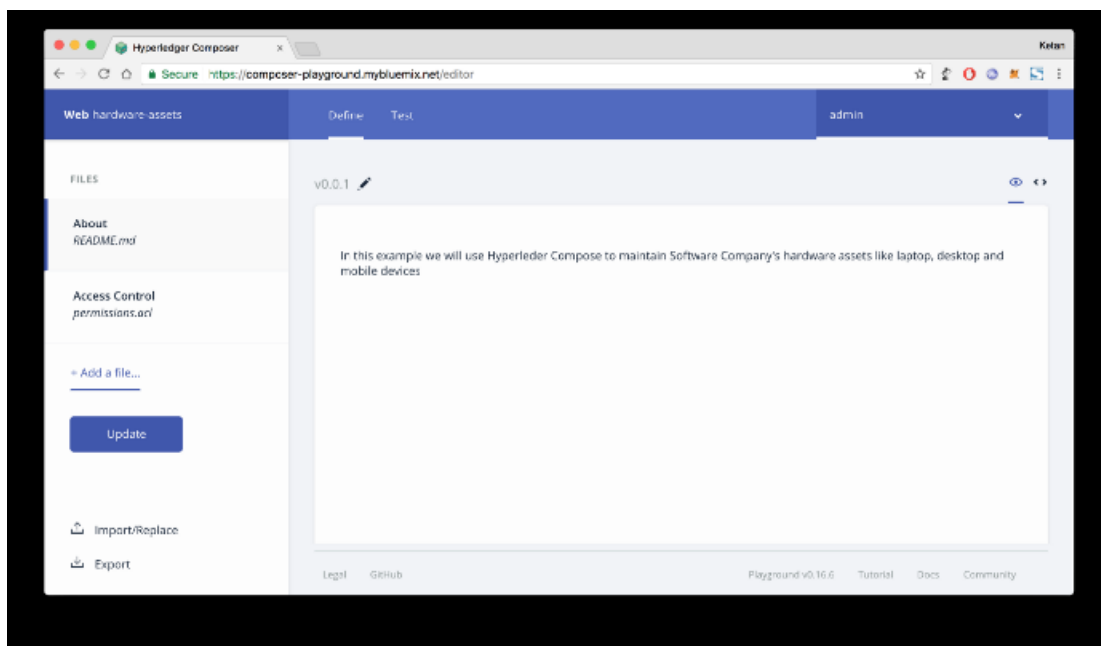 Hyperledger Composer
Ketan
Secure https://composer-playground.mybluemix.net/editor
Web hardware-assets
Define Test
admin
FILES
v0.0.1
About
README.md
In this example we will use Hyperleder Compose to maintain Software Company's hardware assets like laptop, desktop and
mobile devices
Access Control
permissions.acl
+ Add a file...
Update
Import/Replace
Export
Legal GitHub
Playground v0.16.6 Tutorial Docs Community